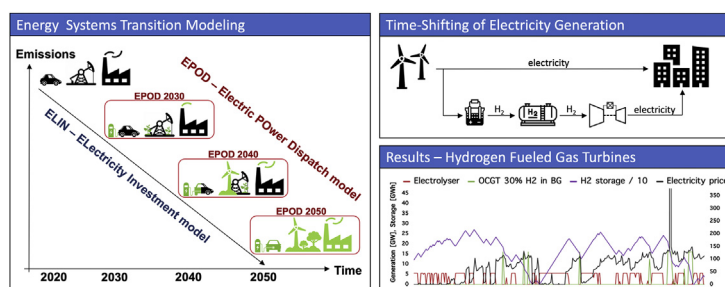 Energy Systems Transition Modeling
Emissions
EPOD – Electric POwer Dispatch model
EPOD 2030
ELIN – ELectricity Investment model
EPOD 2040
EPOD 2050
Time
2020
2030
2040
2050
Time-Shifting of Electricity Generation
electricity
H2
H2
H2
electricity
Results – Hydrogen Fueled Gas Turbines
Electrolyser
OCGT 30% H2 in BG
H2 storage / 10
Electricity price
Generation [GW], Storage [GWh]
45
40
35
30
25
20
15
10
5
0
350
300
250
200
150
100
50
0